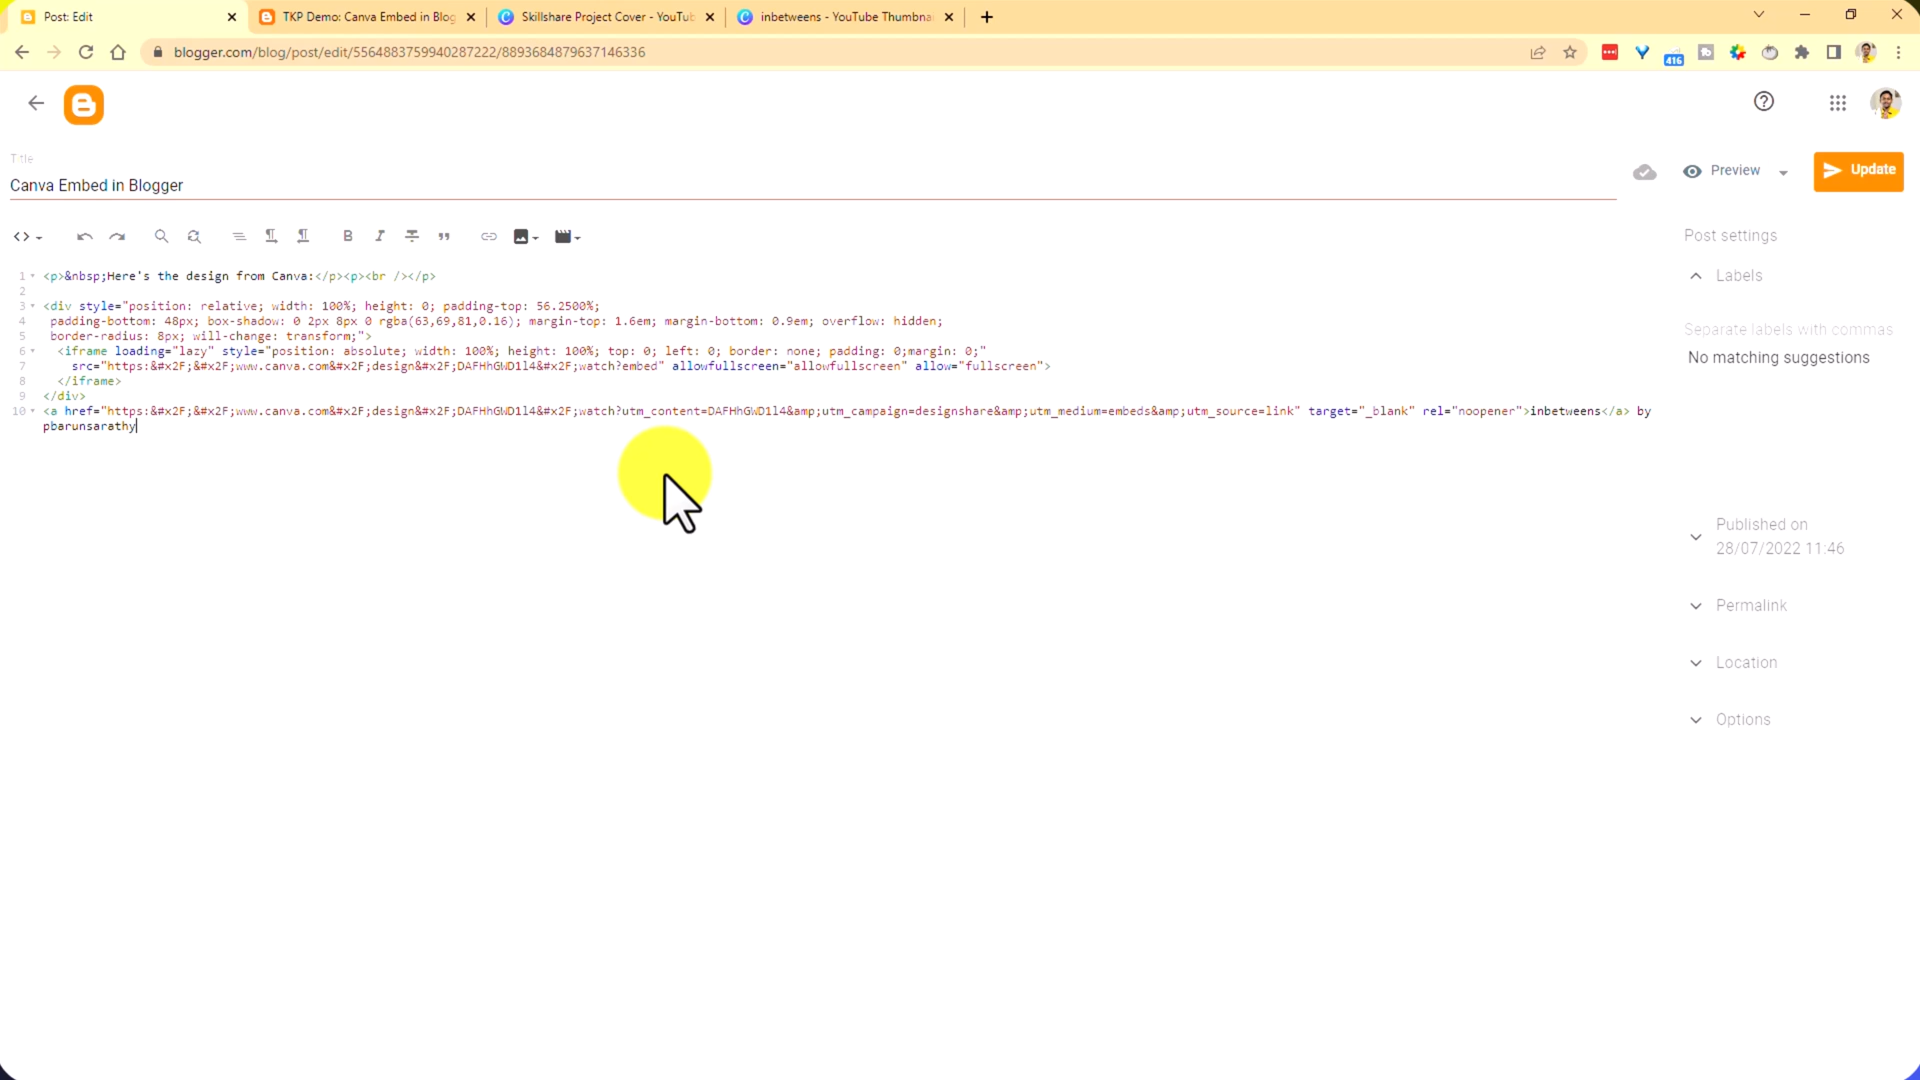 Post: Edit
TKP Demo: Canva Embed in Blog
Skillshare Project Cover - YouTub
inbetweens - YouTube Thumbna
blogger.com/blog/post/edit/5564883759940287222/8893684879637146336
416
Title
Canva Embed in Blogger
Preview
Update
Post settings
Labels
Separate labels with commas
No matching suggestions
Published on
28/07/2022 11:46
Permalink
Location
Options
1 <p>&nbsp;Here's the design from Canva:</p><p><br /></p>
2
3 <div style="position: relative; width: 100%; height: 0; padding-top: 56.2500%;
4 padding-bottom: 48px; box-shadow: 0 2px 8px 0 rgba(63,69,81,0.16); margin-top: 1.6em; margin-bottom: 0.9em; overflow: hidden;
5 border-radius: 8px; will-change: transform;">
6 <iframe loading="lazy" style="position: absolute; width: 100%; height: 100%; top: 0; left: 0; border: none; padding: 0;margin: 0;"
7 src="https:&#x2F;&#x2F;www.canva.com&#x2F;design&#x2F;DAFHhGWD1l4&#x2F;watch?embed" allowfullscreen="allowfullscreen" allow="fullscreen">
8 </iframe>
9 </div>
10 <a href="https:&#x2F;&#x2F;www.canva.com&#x2F;design&#x2F;DAFHhGWD1l4&#x2F;watch?utm_content=DAFHhGWD1l4&amp;utm_campaign=designshare&amp;utm_medium=embeds&amp;utm_source=link" target="_blank" rel="noopener">inbetweens</a> by
pbarunsarathy